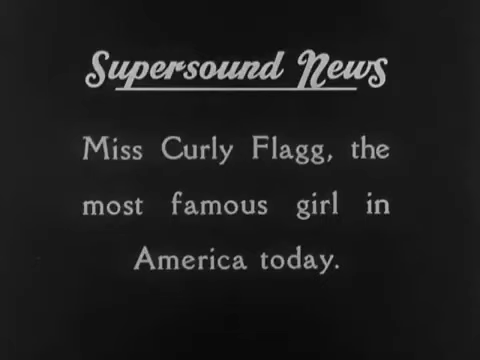 Supersound News
Miss Curly Flagg, the
most famous girl in
America today.